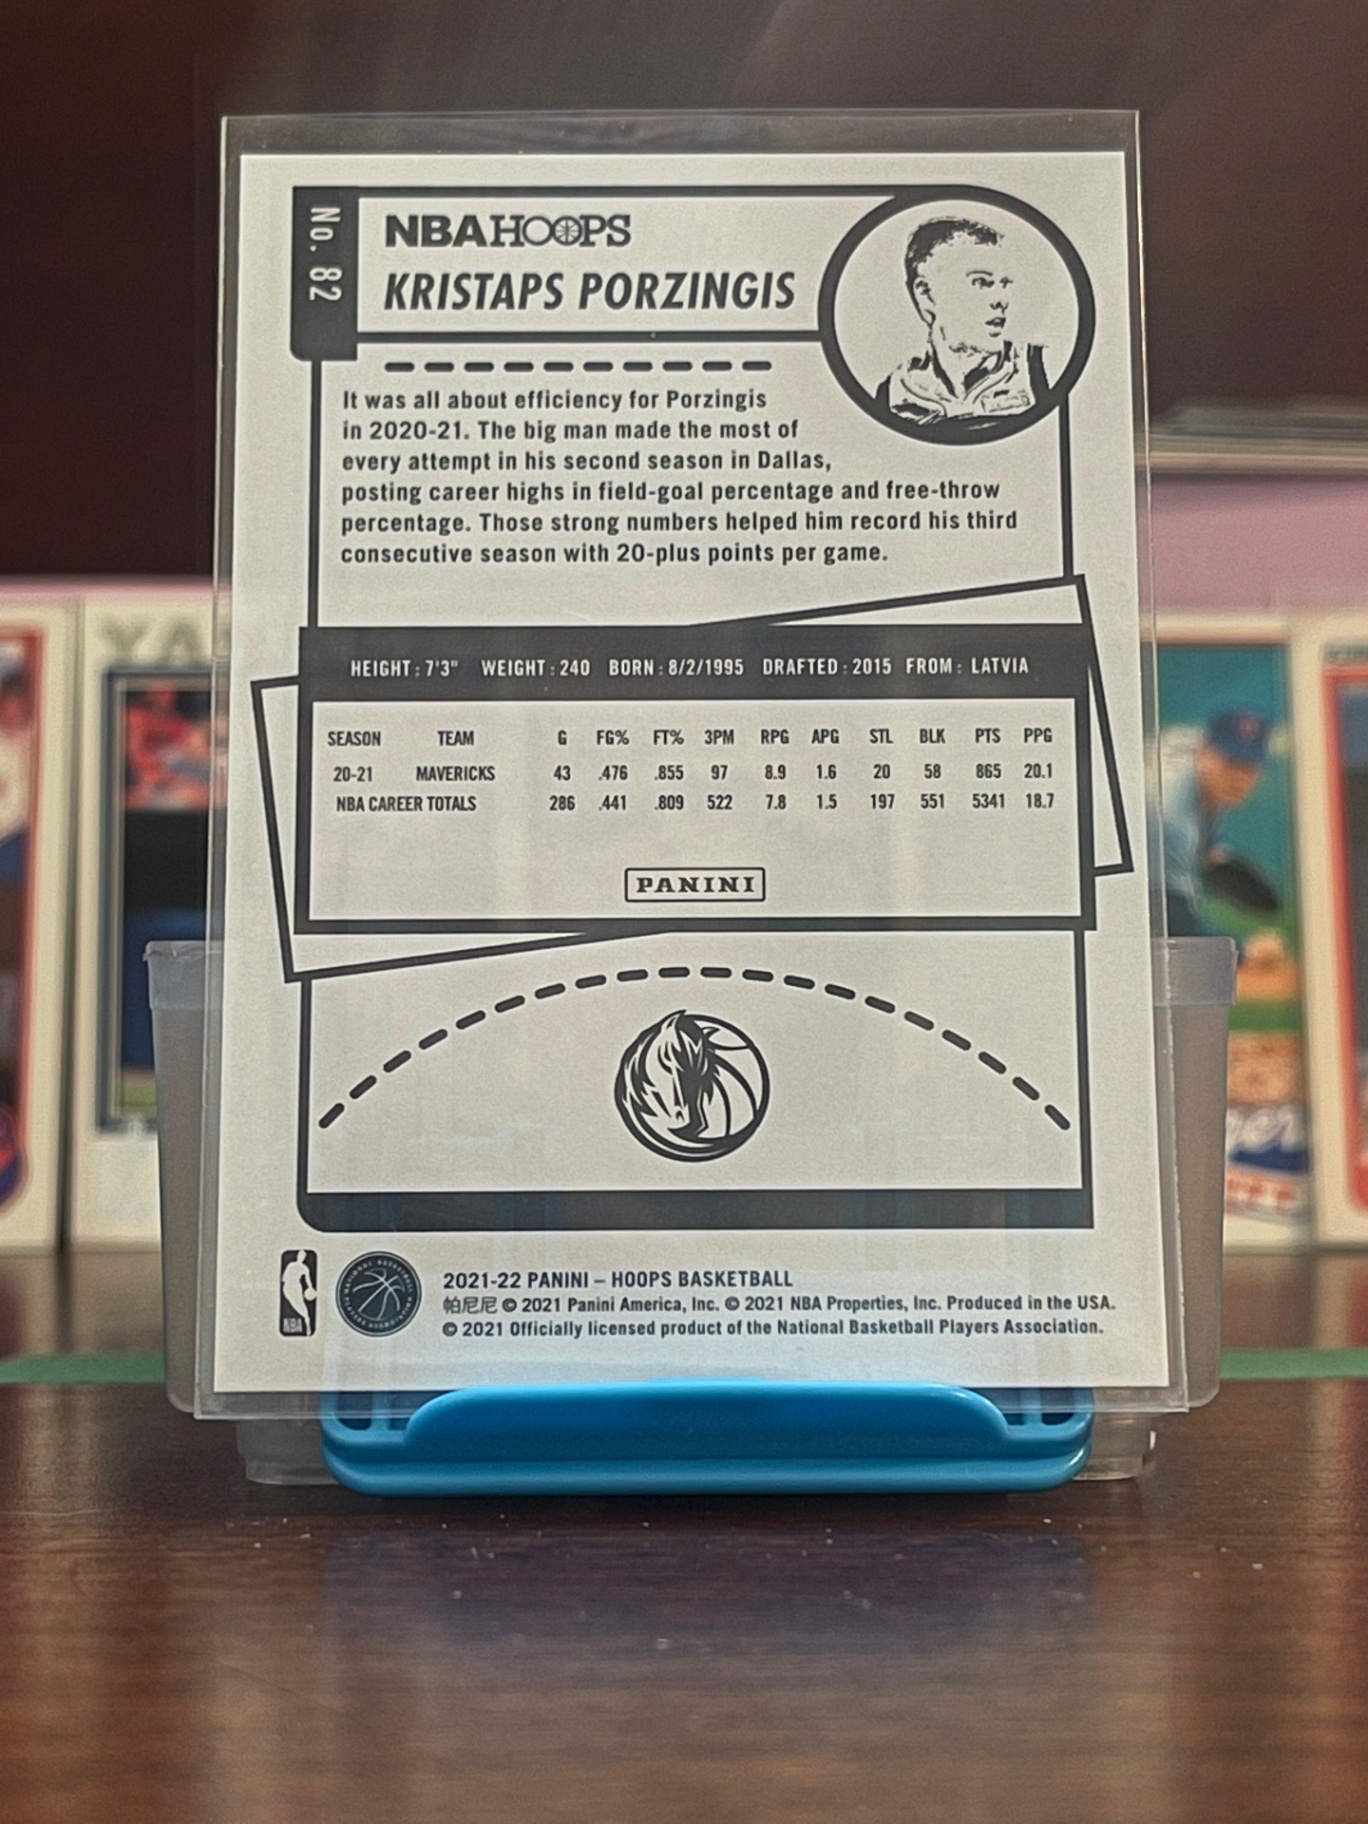 No. 82
NBA HOOPS
KRISTAPS PORZINGIS
It was all about efficiency for Porzingis
in 2020-21. The big man made the most of
every attempt in his second season in Dallas,
posting career highs in field-goal percentage and free-throw
percentage. Those strong numbers helped him record his third
consecutive season with 20-plus points per game.
HEIGHT: 7'3" WEIGHT: 240 BORN: 8/2/1995 DRAFTED: 2015 FROM: LATVIA
SEASON TEAM G FG% FT% 3PM RPG APG STL BLK PTS PPG
20-21 MAVERICKS 43 .476 .855 97 8.9 1.6 20 58 865 20.1
NBA CAREER TOTALS 286 .441 .809 522 7.8 1.5 197 551 5341 18.7
PANINI
2021-22 PANINI – HOOPS BASKETBALL
帕尼尼 © 2021 Panini America, Inc. © 2021 NBA Properties, Inc. Produced in the USA.
© 2021 Officially licensed product of the National Basketball Players Association.
NBA
YA